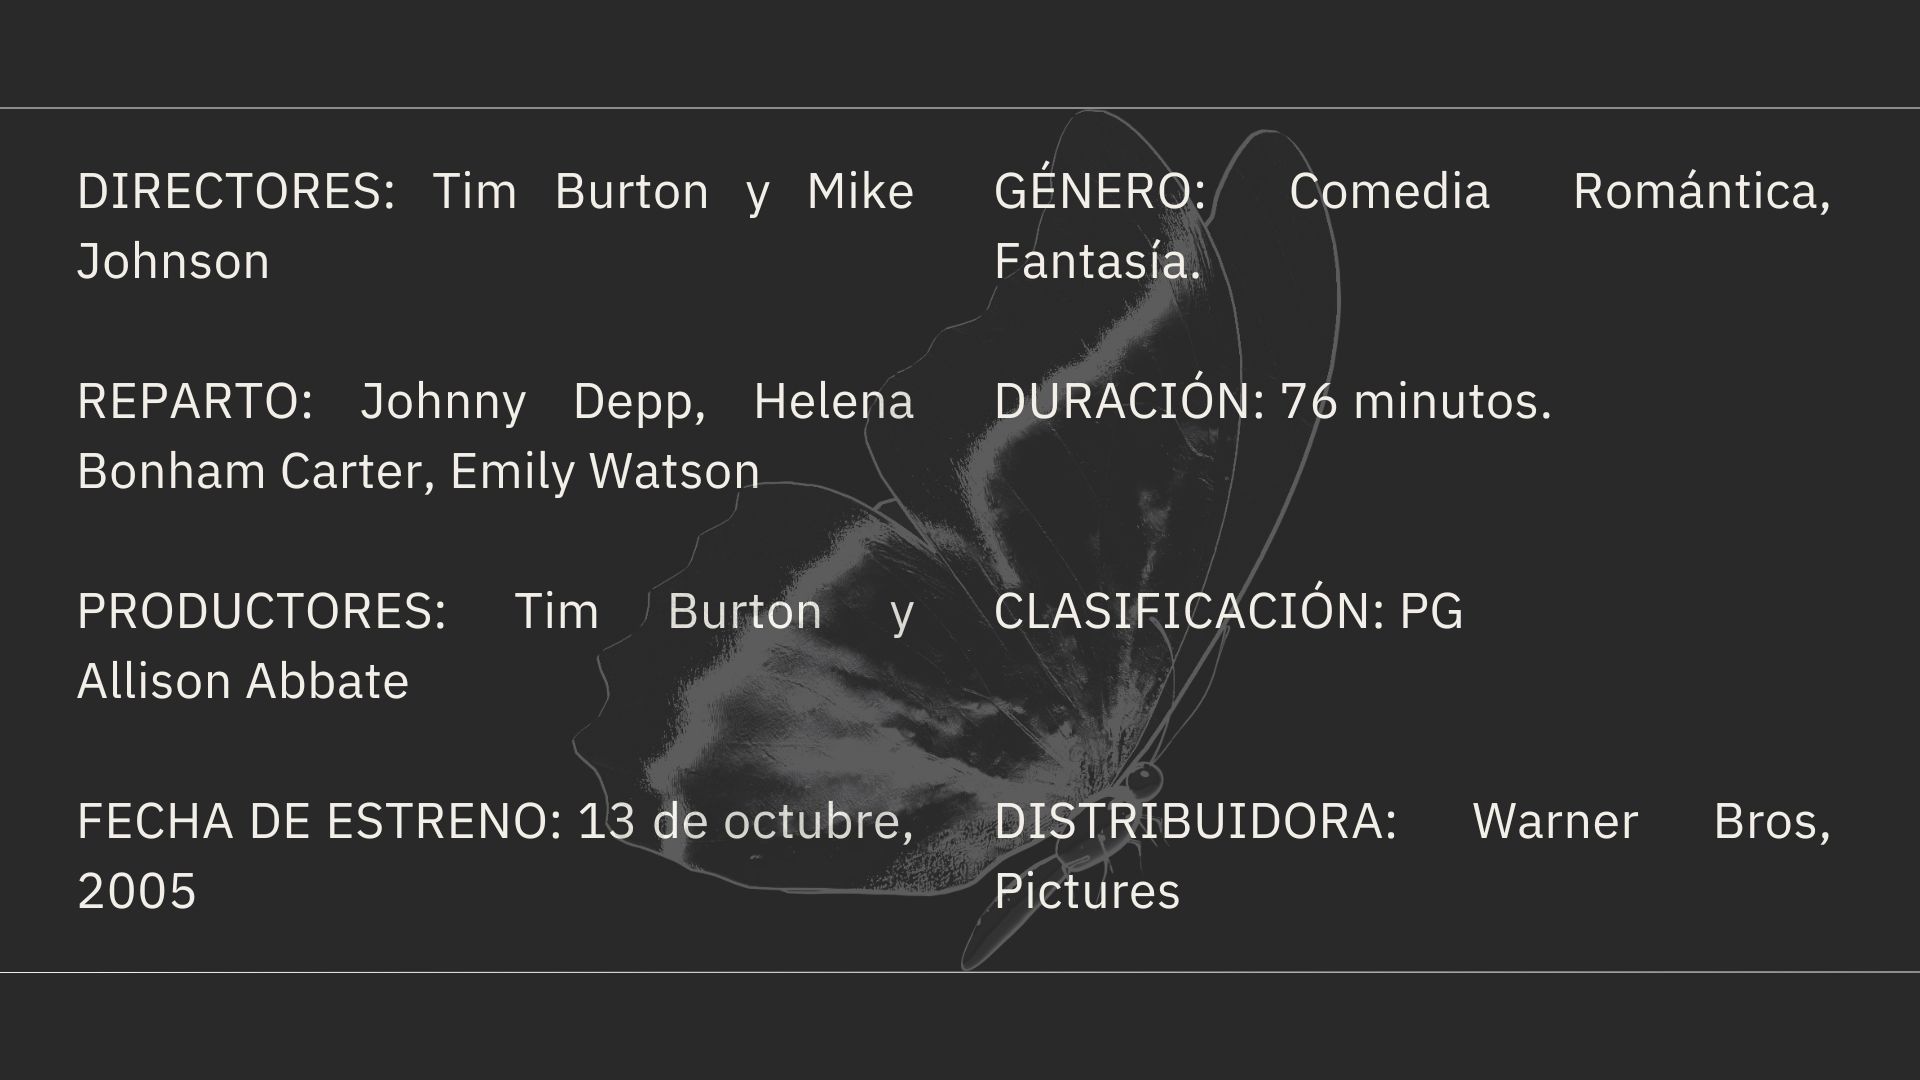 DIRECTORES: Tim Burton y Mike
Johnson
REPARTO: Johnny Depp, Helena
Bonham Carter, Emily Watson
PRODUCTORES: Tim Burton y
Allison Abbate
FECHA DE ESTRENO: 13 de octubre,
2005
GÉNERO: Comedia Romántica,
Fantasía.
DURACIÓN: 76 minutos.
CLASIFICACIÓN: PG
DISTRIBUIDORA: Warner Bros,
Pictures